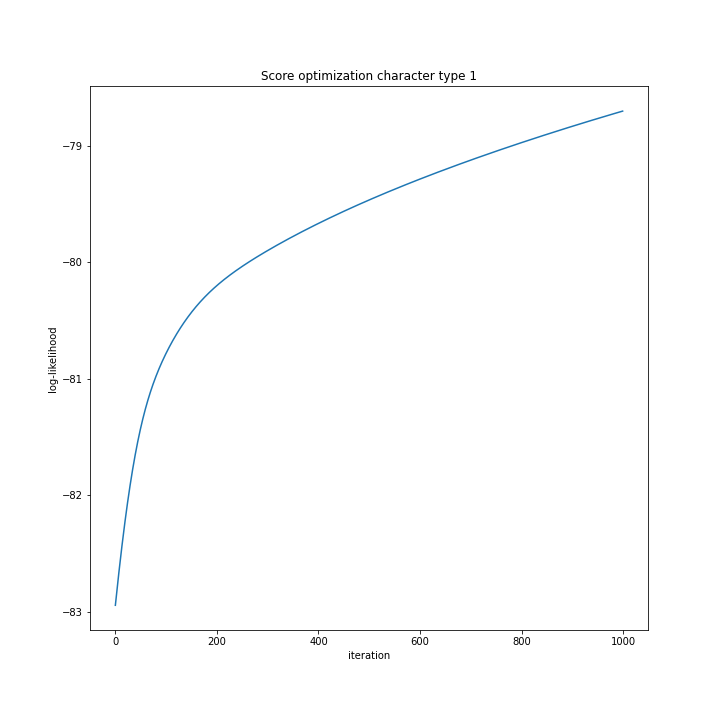 Score optimization character type 1
−79
−80
−81
−82
−83
log-likelihood
0 200 400 600 800 1000
iteration